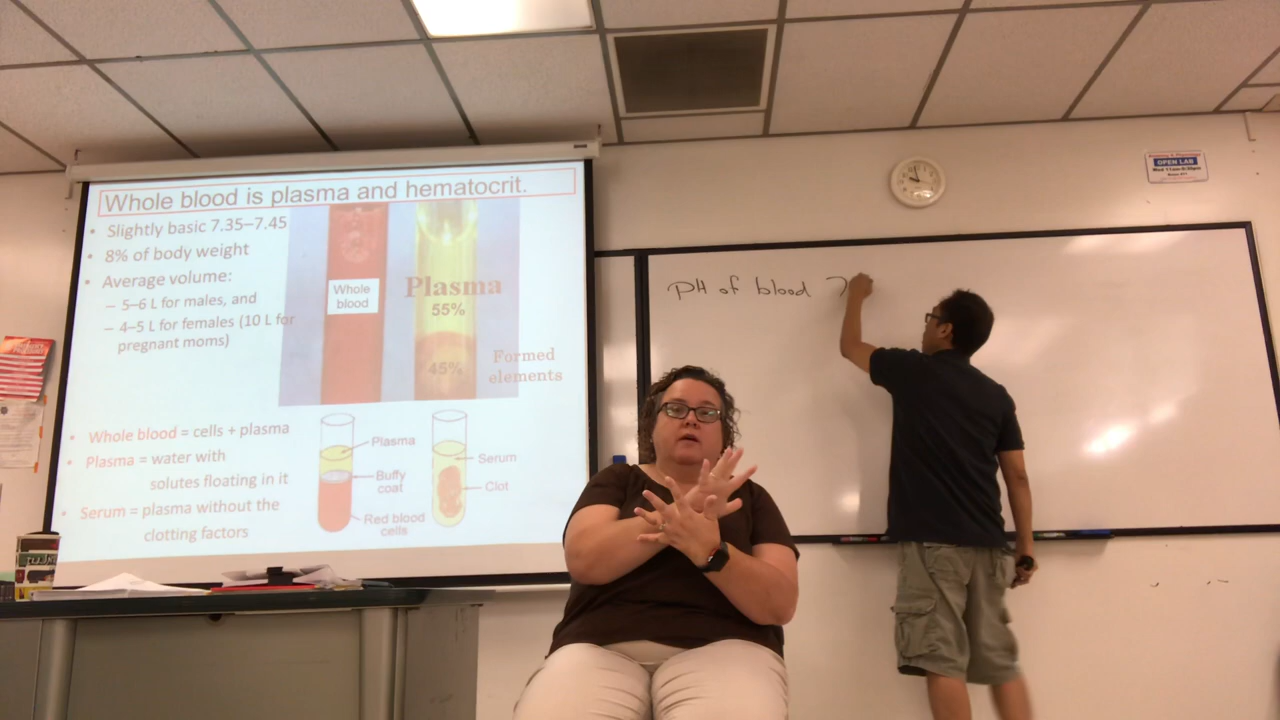 Whole blood is plasma and hematocrit.
• Slightly basic 7.35–7.45
• 8% of body weight
• Average volume:
– 5–6 L for males, and
– 4–5 L for females (10 L for
pregnant moms)
Whole
blood
Plasma
55%
45%
Formed
elements
• Whole blood = cells + plasma
• Plasma = water with
solutes floating in it
• Serum = plasma without the
clotting factors
Plasma
Buffy
coat
Red blood
cells
Serum
Clot
PH of blood 7
OPEN LAB